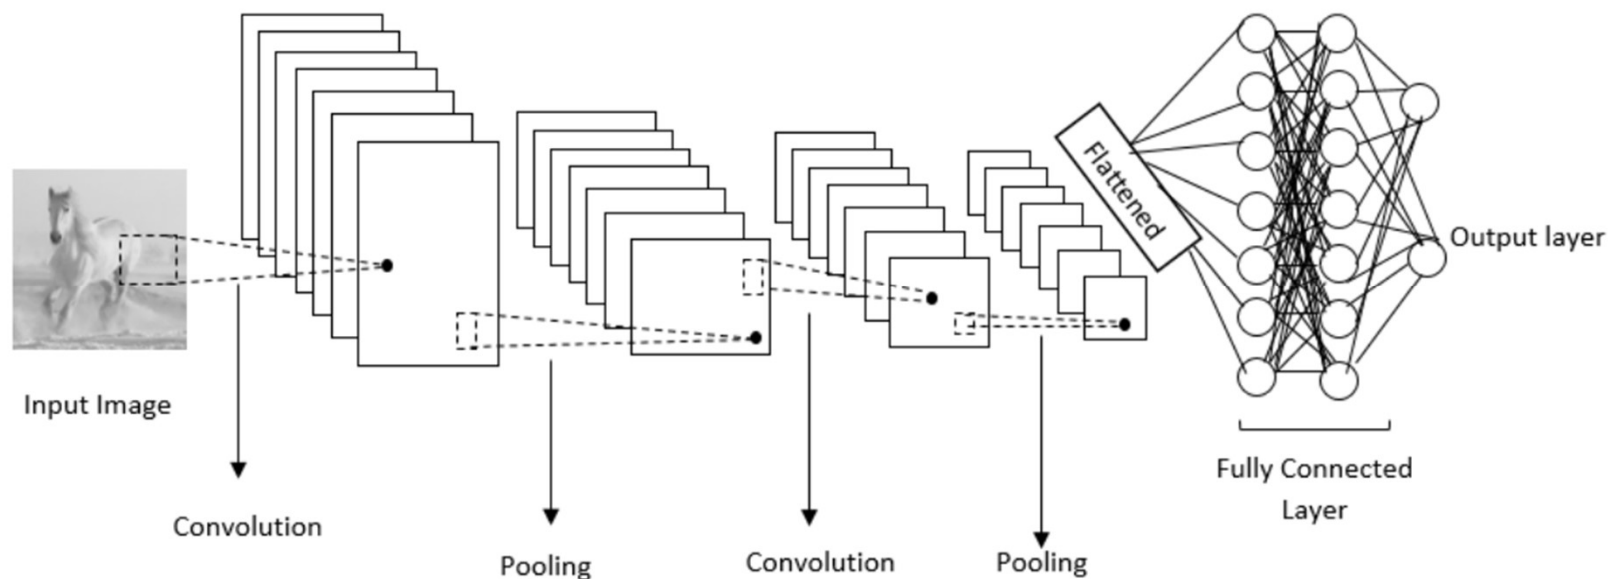 Flattened
Output layer
Input Image
Fully Connected
Layer
Convolution
Pooling
Convolution
Pooling